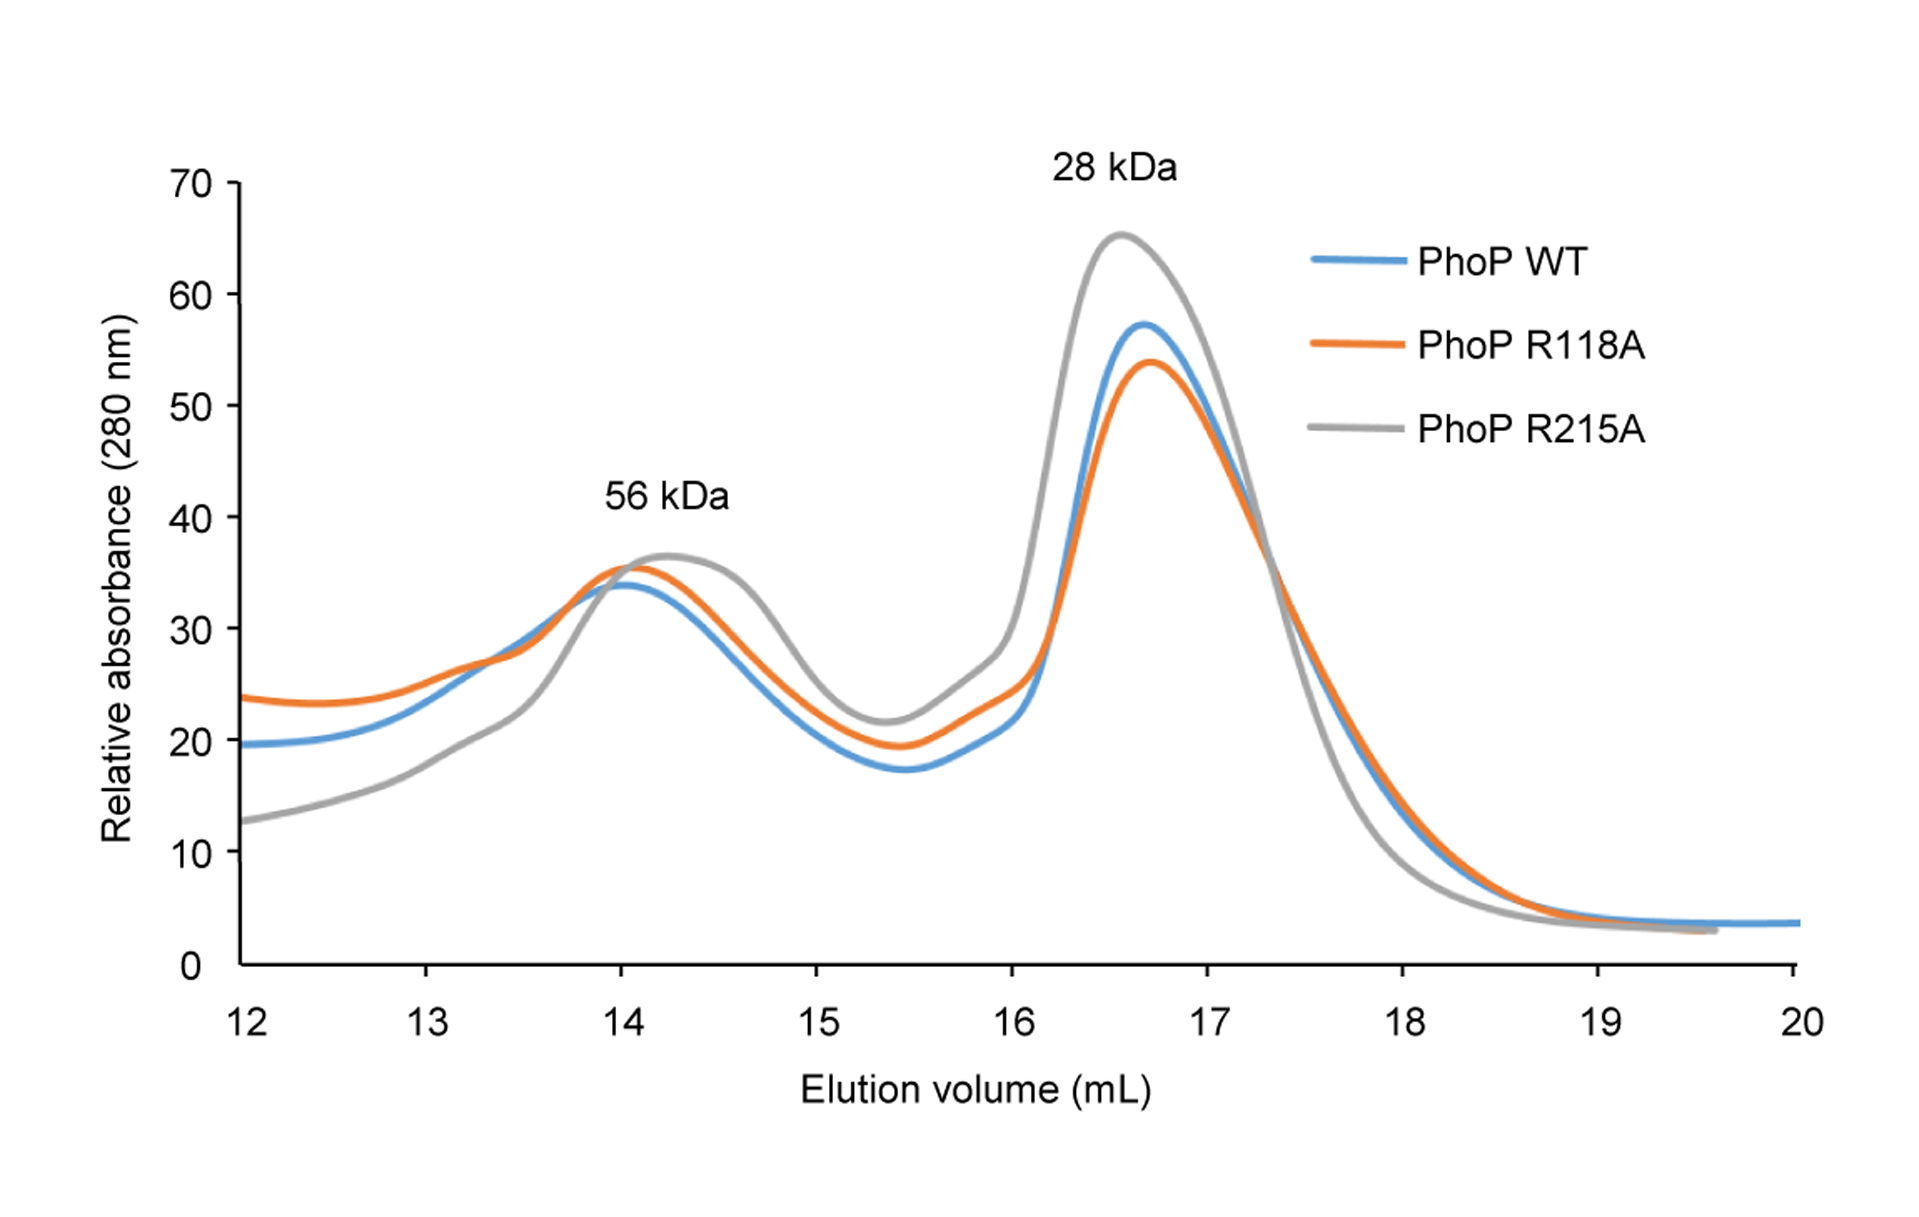 28 kDa
56 kDa
PhoP WT
PhoP R118A
PhoP R215A
Relative absorbance (280 nm)
70
60
50
40
30
20
10
0
12 13 14 15 16 17 18 19 20
Elution volume (mL)